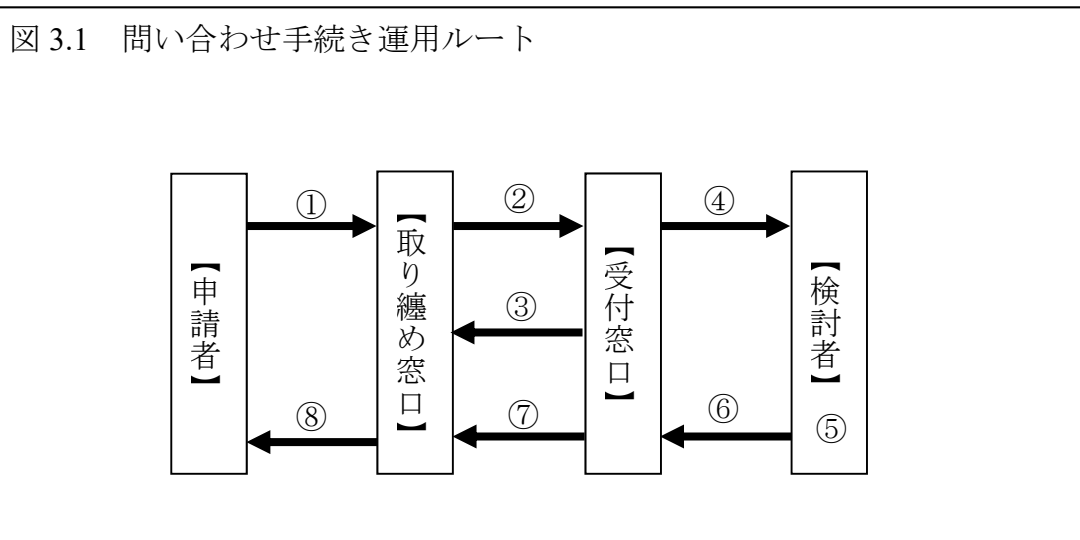 図 3.1　問い合わせ手続き運用ルート
①
②
④
【申請者】
【取り纏め窓口】
【受付窓口】
【検討者】
③
⑧
⑦
⑥
⑤